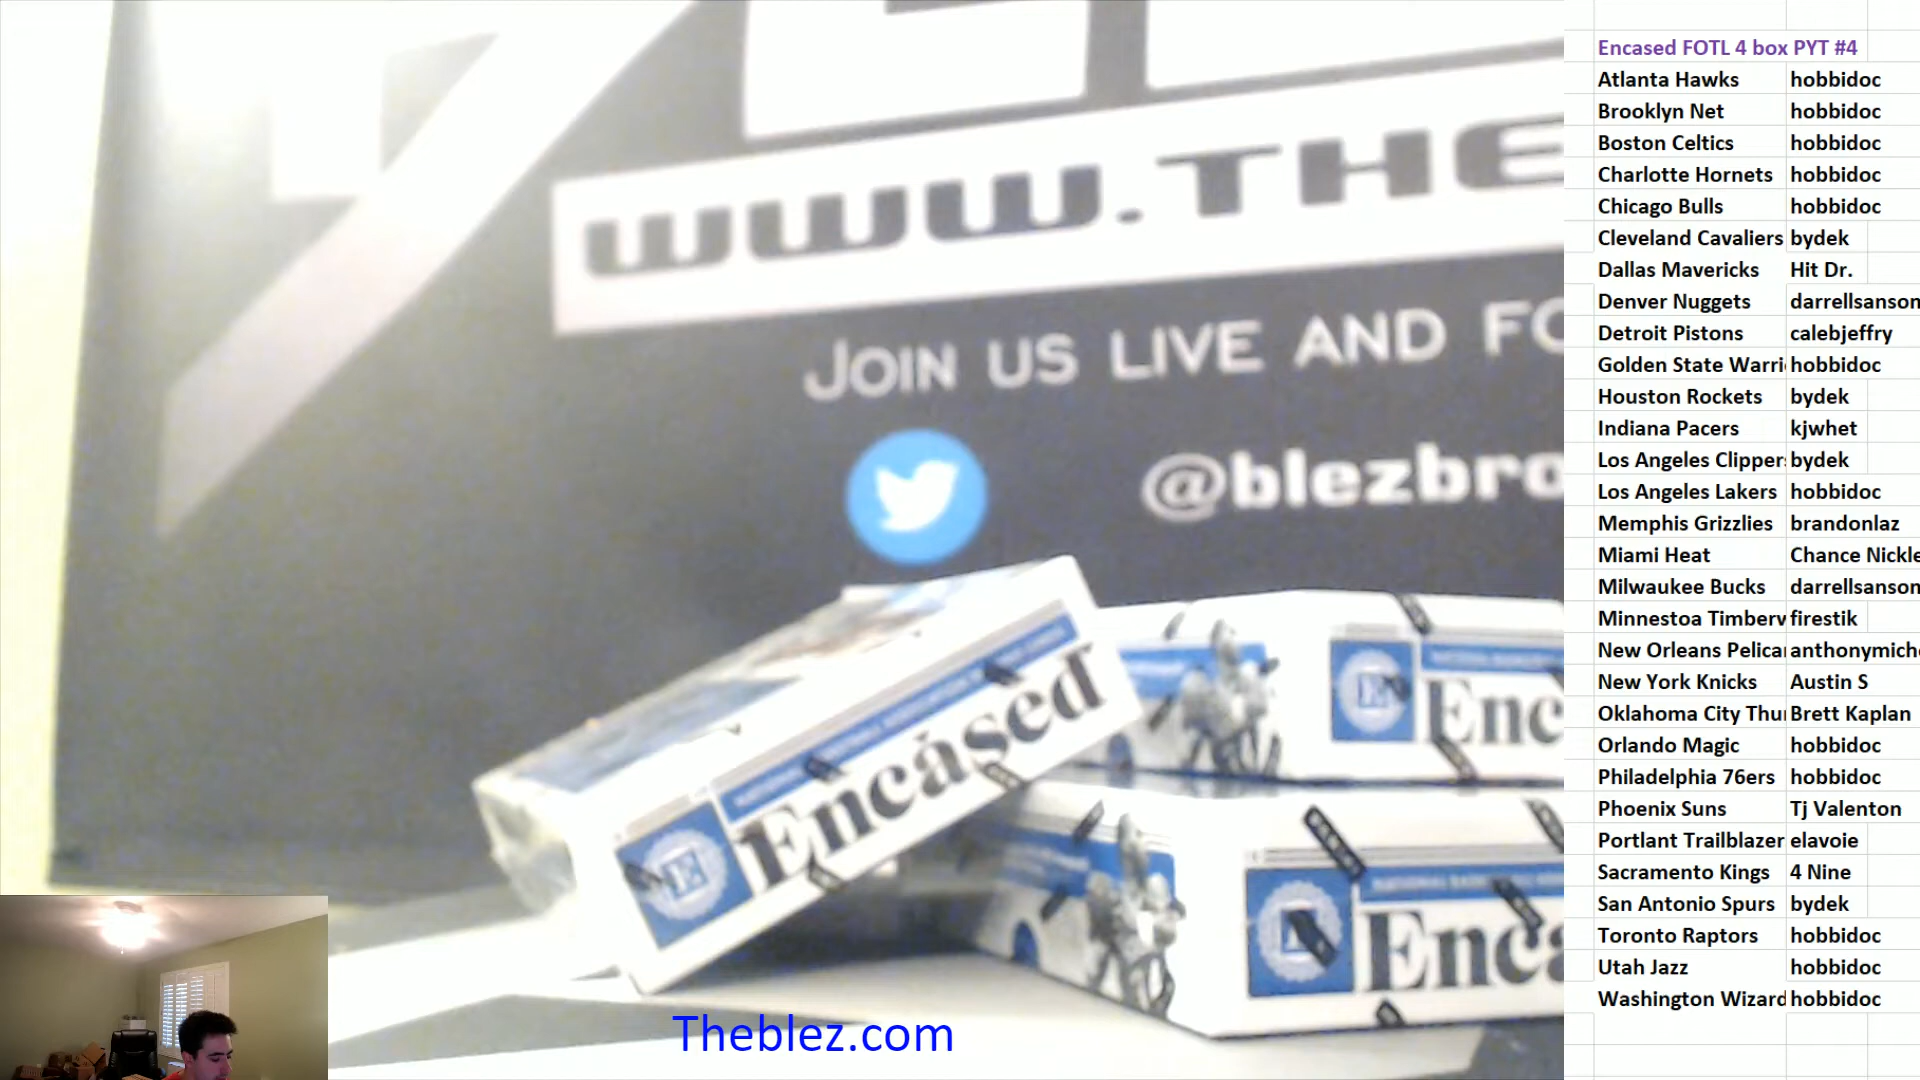 WWW.THE
JOIN US LIVE AND FO
@blezbro
Encased
Enc
Enca
Theblez.com
Encased FOTL 4 box PYT #4
Atlanta Hawks hobbidoc
Brooklyn Net hobbidoc
Boston Celtics hobbidoc
Charlotte Hornets hobbidoc
Chicago Bulls hobbidoc
Cleveland Cavaliers bydek
Dallas Mavericks Hit Dr.
Denver Nuggets darrellsanson
Detroit Pistons calebjeffry
Golden State Warri hobbidoc
Houston Rockets bydek
Indiana Pacers kjwhet
Los Angeles Clippers bydek
Los Angeles Lakers hobbidoc
Memphis Grizzlies brandonlaz
Miami Heat Chance Nickle
Milwaukee Bucks darrellsanson
Minnestoa Timberw firestik
New Orleans Pelica anthonymich
New York Knicks Austin S
Oklahoma City Thu Brett Kaplan
Orlando Magic hobbidoc
Philadelphia 76ers hobbidoc
Phoenix Suns Tj Valenton
Portlant Trailblazer elavoie
Sacramento Kings 4 Nine
San Antonio Spurs bydek
Toronto Raptors hobbidoc
Utah Jazz hobbidoc
Washington Wizard hobbidoc